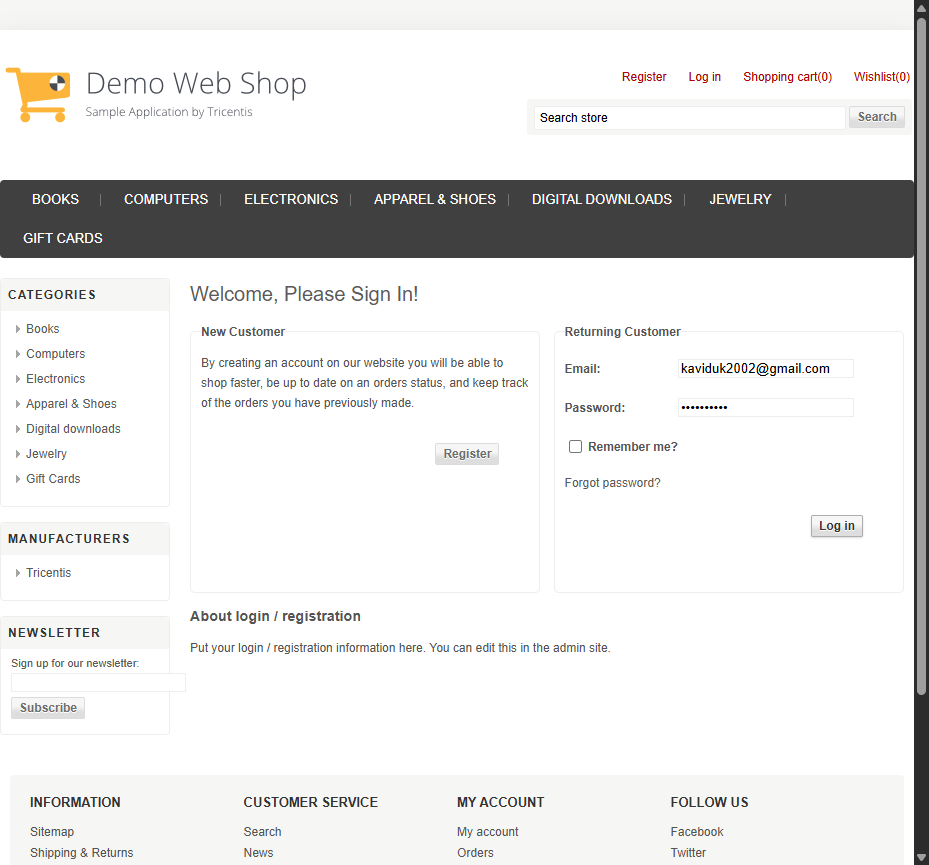 Demo Web Shop
Sample Application by Tricentis
Register Log in Shopping cart(0) Wishlist(0)
Search store Search
BOOKS COMPUTERS ELECTRONICS APPAREL & SHOES DIGITAL DOWNLOADS JEWELRY
GIFT CARDS
CATEGORIES
Books
Computers
Electronics
Apparel & Shoes
Digital downloads
Jewelry
Gift Cards
MANUFACTURERS
Tricentis
NEWSLETTER
Sign up for our newsletter:
Subscribe
Welcome, Please Sign In!
New Customer
By creating an account on our website you will be able to
shop faster, be up to date on an orders status, and keep track
of the orders you have previously made.
Register
Returning Customer
Email: kaviduk2002@gmail.com
Password: ••••••••••
Remember me?
Forgot password?
Log in
About login / registration
Put your login / registration information here. You can edit this in the admin site.
INFORMATION
Sitemap
Shipping & Returns
CUSTOMER SERVICE
Search
News
MY ACCOUNT
My account
Orders
FOLLOW US
Facebook
Twitter